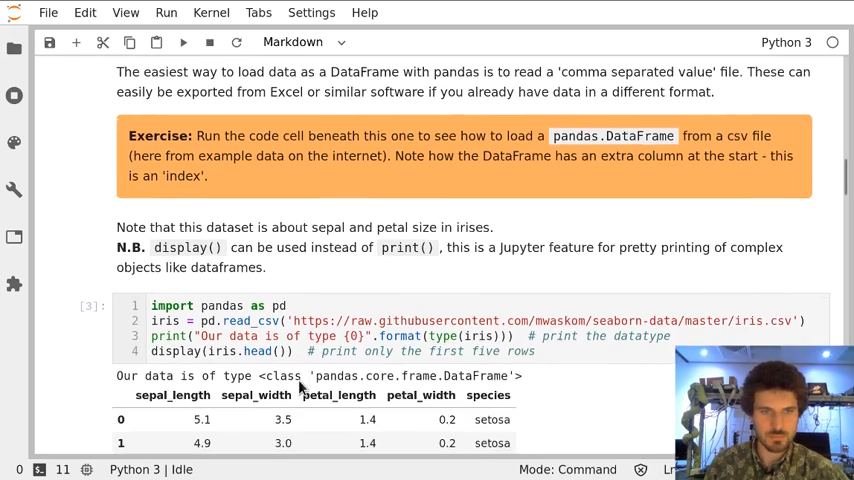 File Edit View Run Kernel Tabs Settings Help
Markdown Python 3
The easiest way to load data as a DataFrame with pandas is to read a 'comma separated value' file. These can
easily be exported from Excel or similar software if you already have data in a different format.
Exercise: Run the code cell beneath this one to see how to load a pandas.DataFrame from a csv file
(here from example data on the internet). Note how the DataFrame has an extra column at the start - this
is an 'index'.
Note that this dataset is about sepal and petal size in irises.
N.B. display() can be used instead of print(), this is a Jupyter feature for pretty printing of complex
objects like dataframes.
[3]: 1 import pandas as pd
2 iris = pd.read_csv('https://raw.githubusercontent.com/mwaskom/seaborn-data/master/iris.csv')
3 print("Our data is of type {0}".format(type(iris))) # print the datatype
4 display(iris.head()) # print only the first five rows
Our data is of type <class 'pandas.core.frame.DataFrame'>
sepal_length sepal_width petal_length petal_width species
0 5.1 3.5 1.4 0.2 setosa
1 4.9 3.0 1.4 0.2 setosa
0 11 Python 3 | Idle Mode: Command